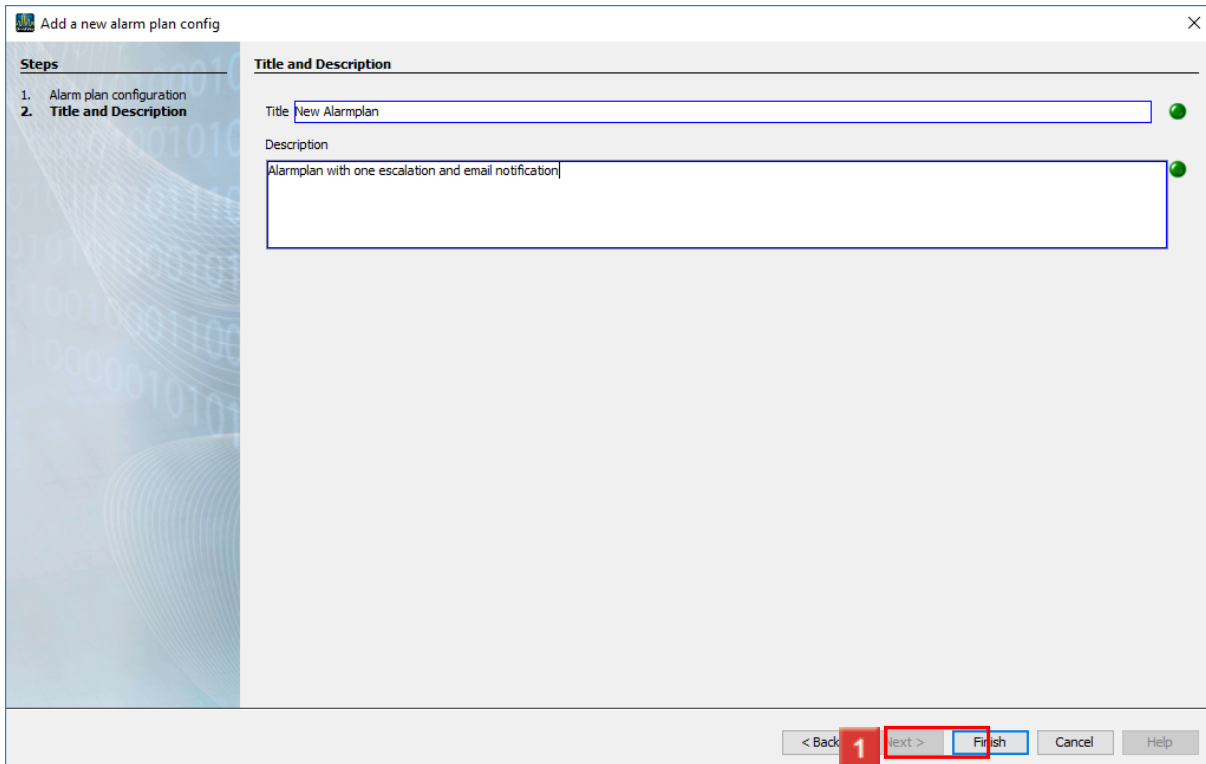 Add a new alarm plan config
Steps
1. Alarm plan configuration
2. Title and Description
Title and Description
Title New Alarmplan
Description
Alarmplan with one escalation and email notification
< Back 1 Next > Finish Cancel Help